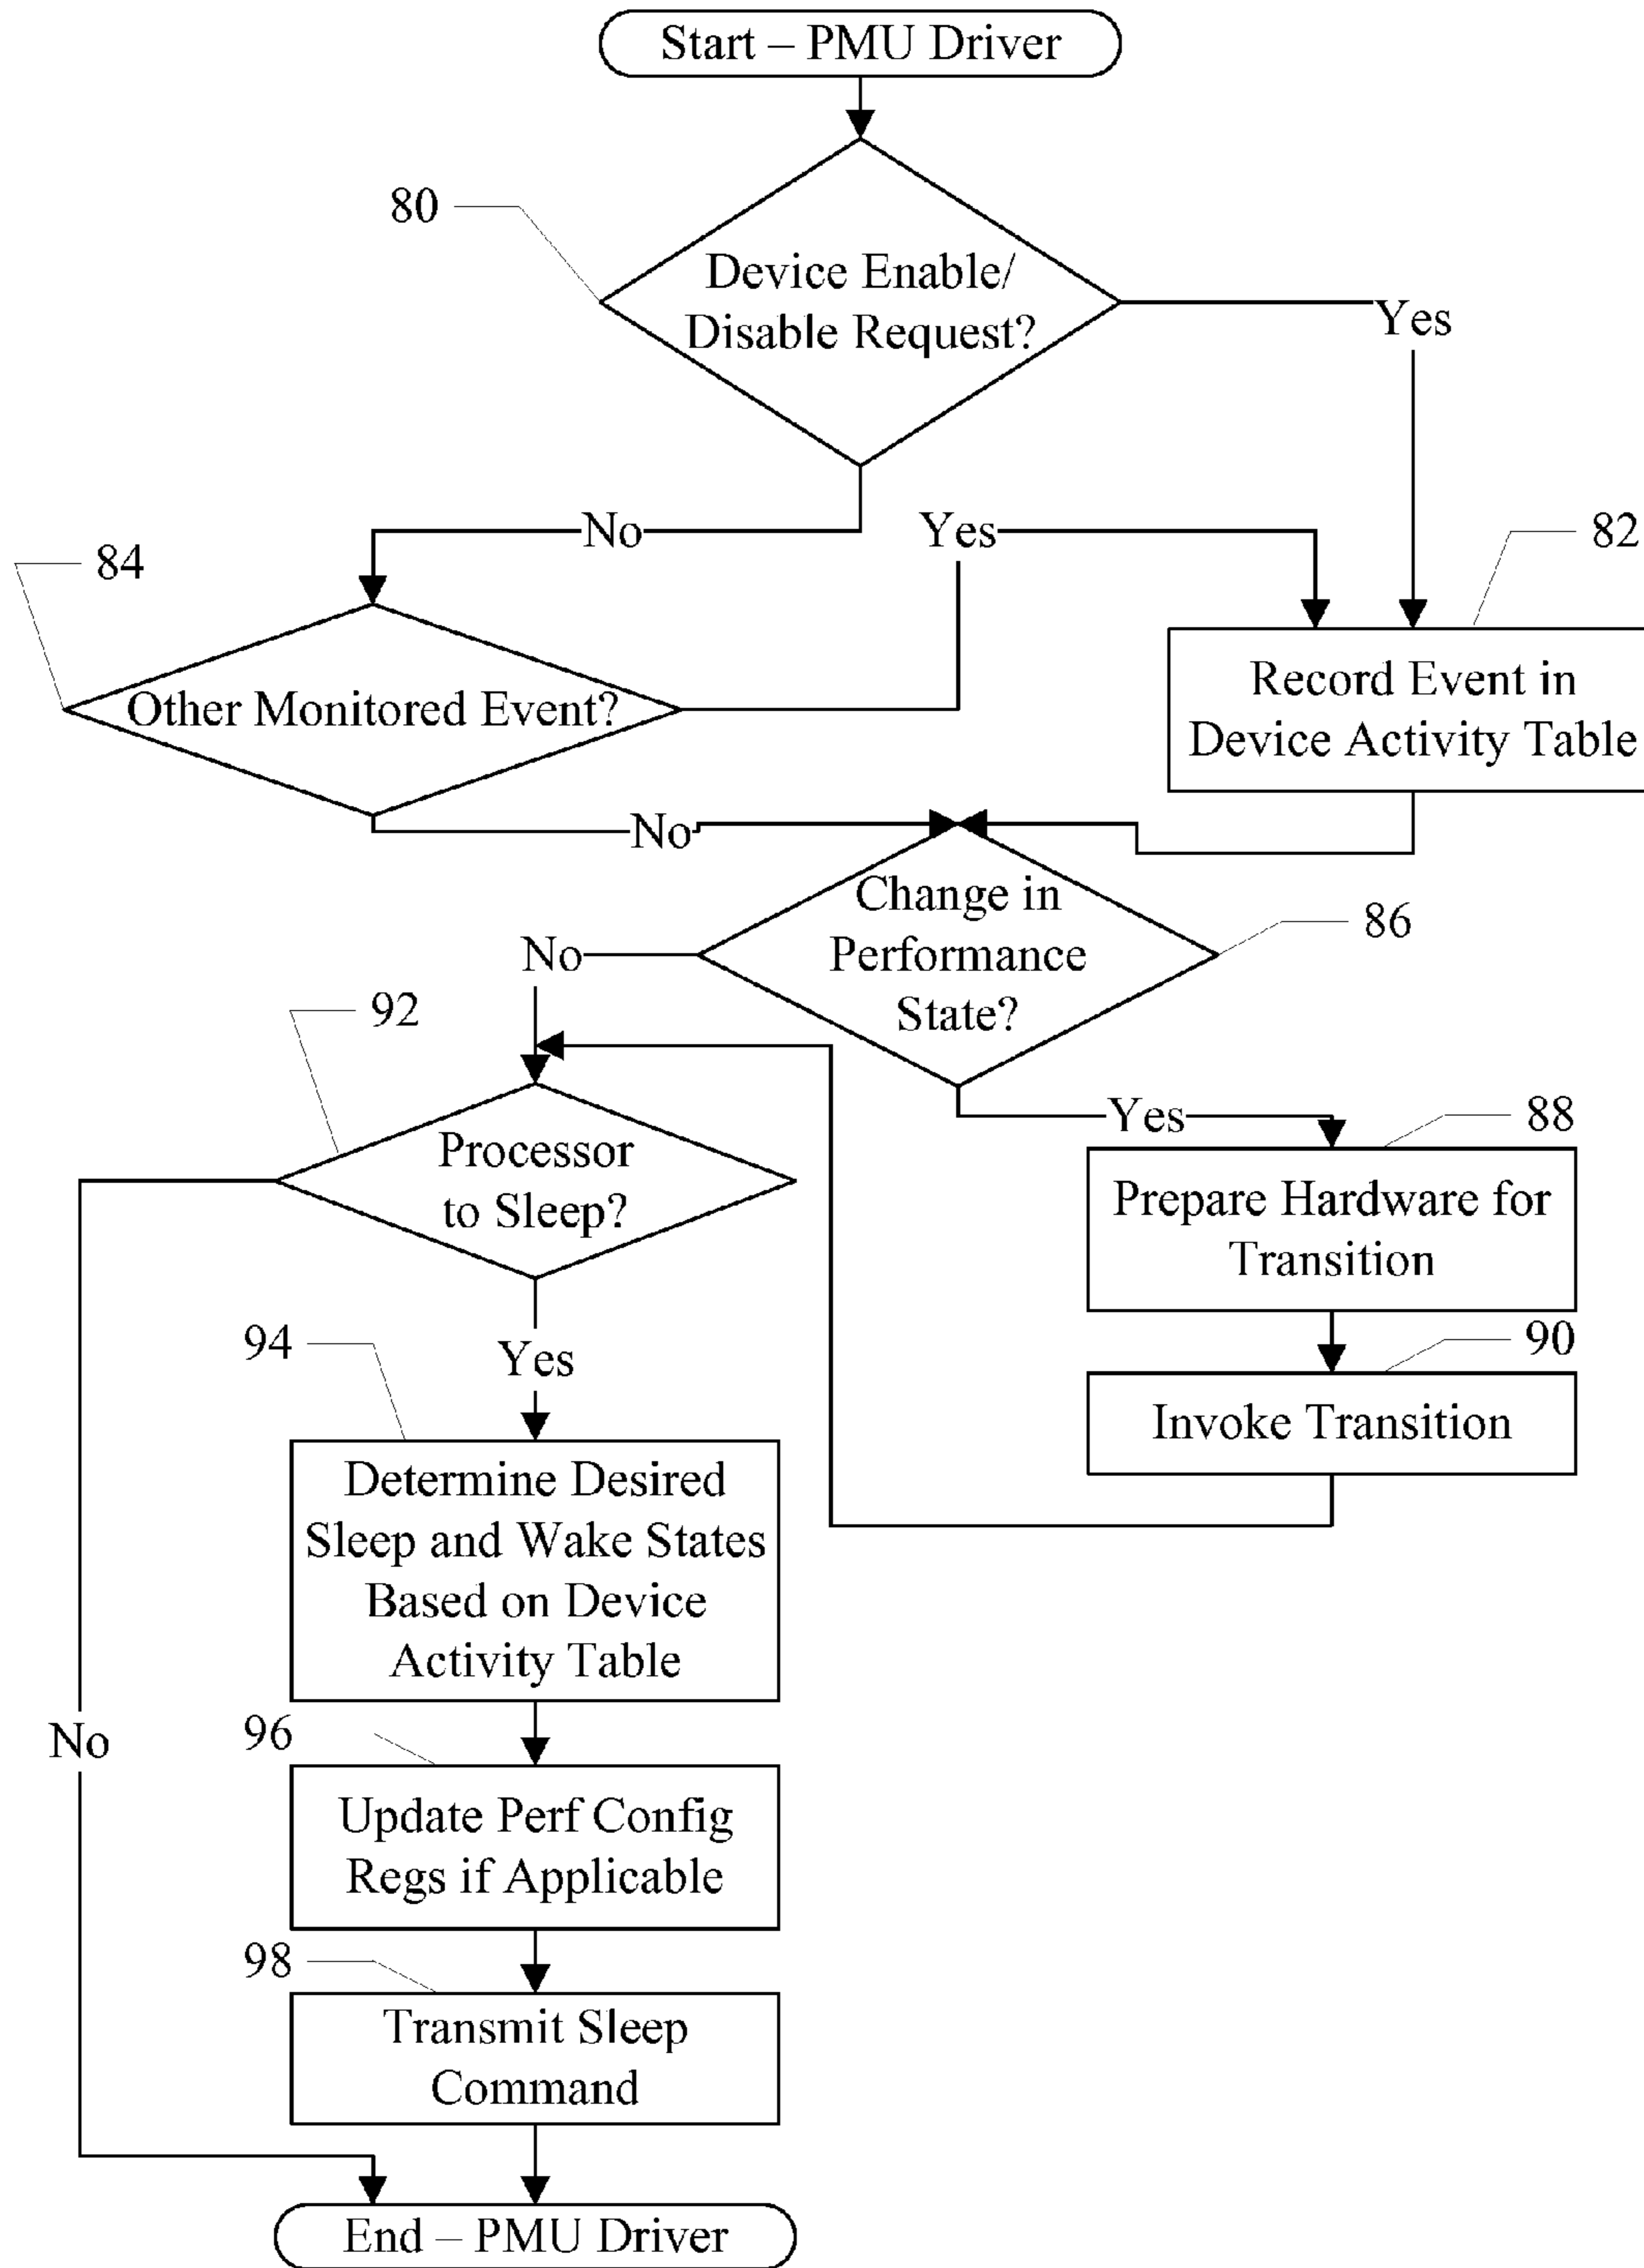 Start – PMU Driver
80
Device Enable/
Disable Request?
Yes
No
Yes
82
84
Record Event in
Device Activity Table
Other Monitored Event?
No
Change in
Performance
State?
86
No
92
Yes
88
Processor
to Sleep?
Prepare Hardware for
Transition
94
Yes
90
Invoke Transition
Determine Desired
Sleep and Wake States
Based on Device
Activity Table
No
96
Update Perf Config
Regs if Applicable
98
Transmit Sleep
Command
End – PMU Driver